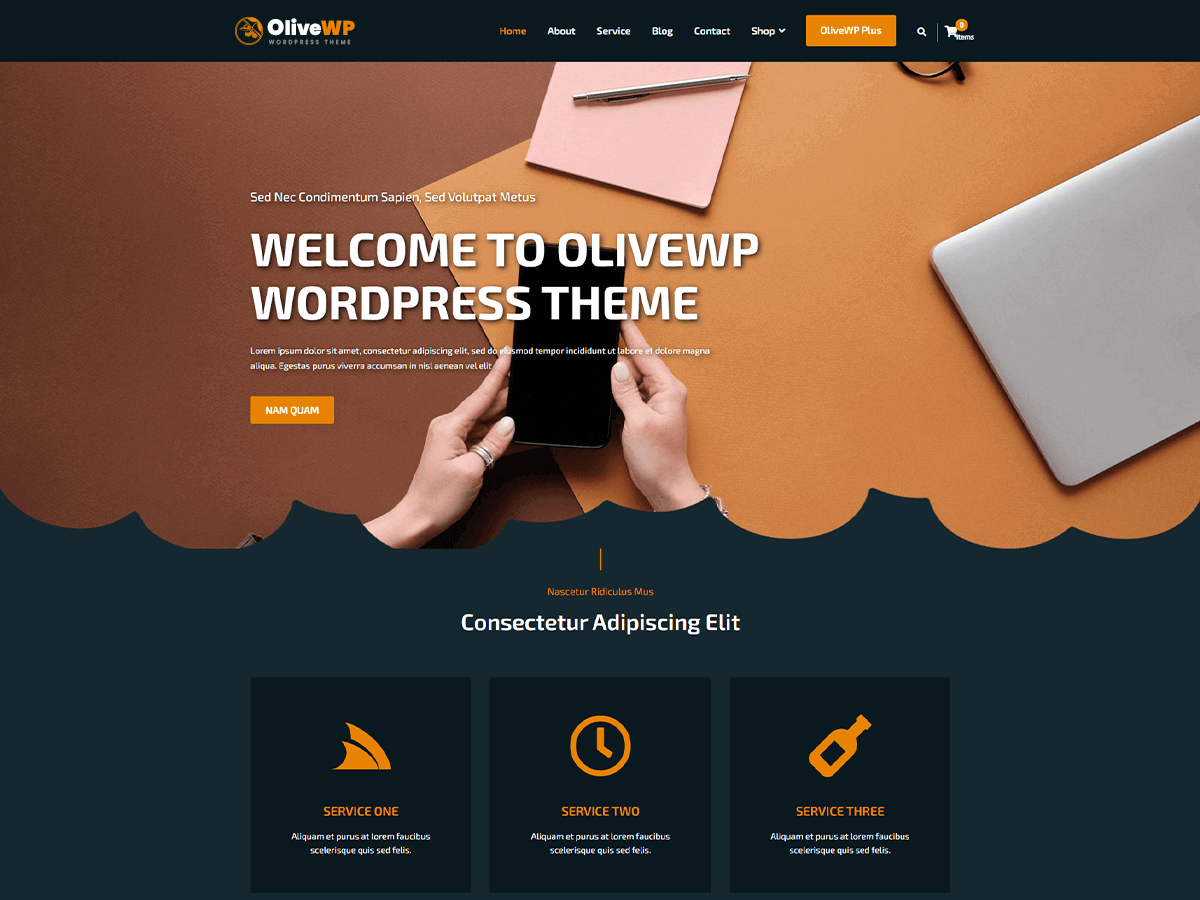 OliveWP
WORDPRESS THEME
Home
About
Service
Blog
Contact
Shop
OliveWP Plus
0
Items
Sed Nec Condimentum Sapien, Sed Volutpat Metus
WELCOME TO OLIVEWP
WORDPRESS THEME
Lorem ipsum dolor sit amet, consectetur adipiscing elit, sed do eiusmod tempor incididunt ut labore et dolore magna
aliqua. Egestas purus viverra accumsan in nisl aenean vel elit
NAM QUAM
Nascetur Ridiculus Mus
Consectetur Adipiscing Elit
SERVICE ONE
Aliquam et purus at lorem faucibus
scelerisque quis sed felis.
SERVICE TWO
Aliquam et purus at lorem faucibus
scelerisque quis sed felis.
SERVICE THREE
Aliquam et purus at lorem faucibus
scelerisque quis sed felis.